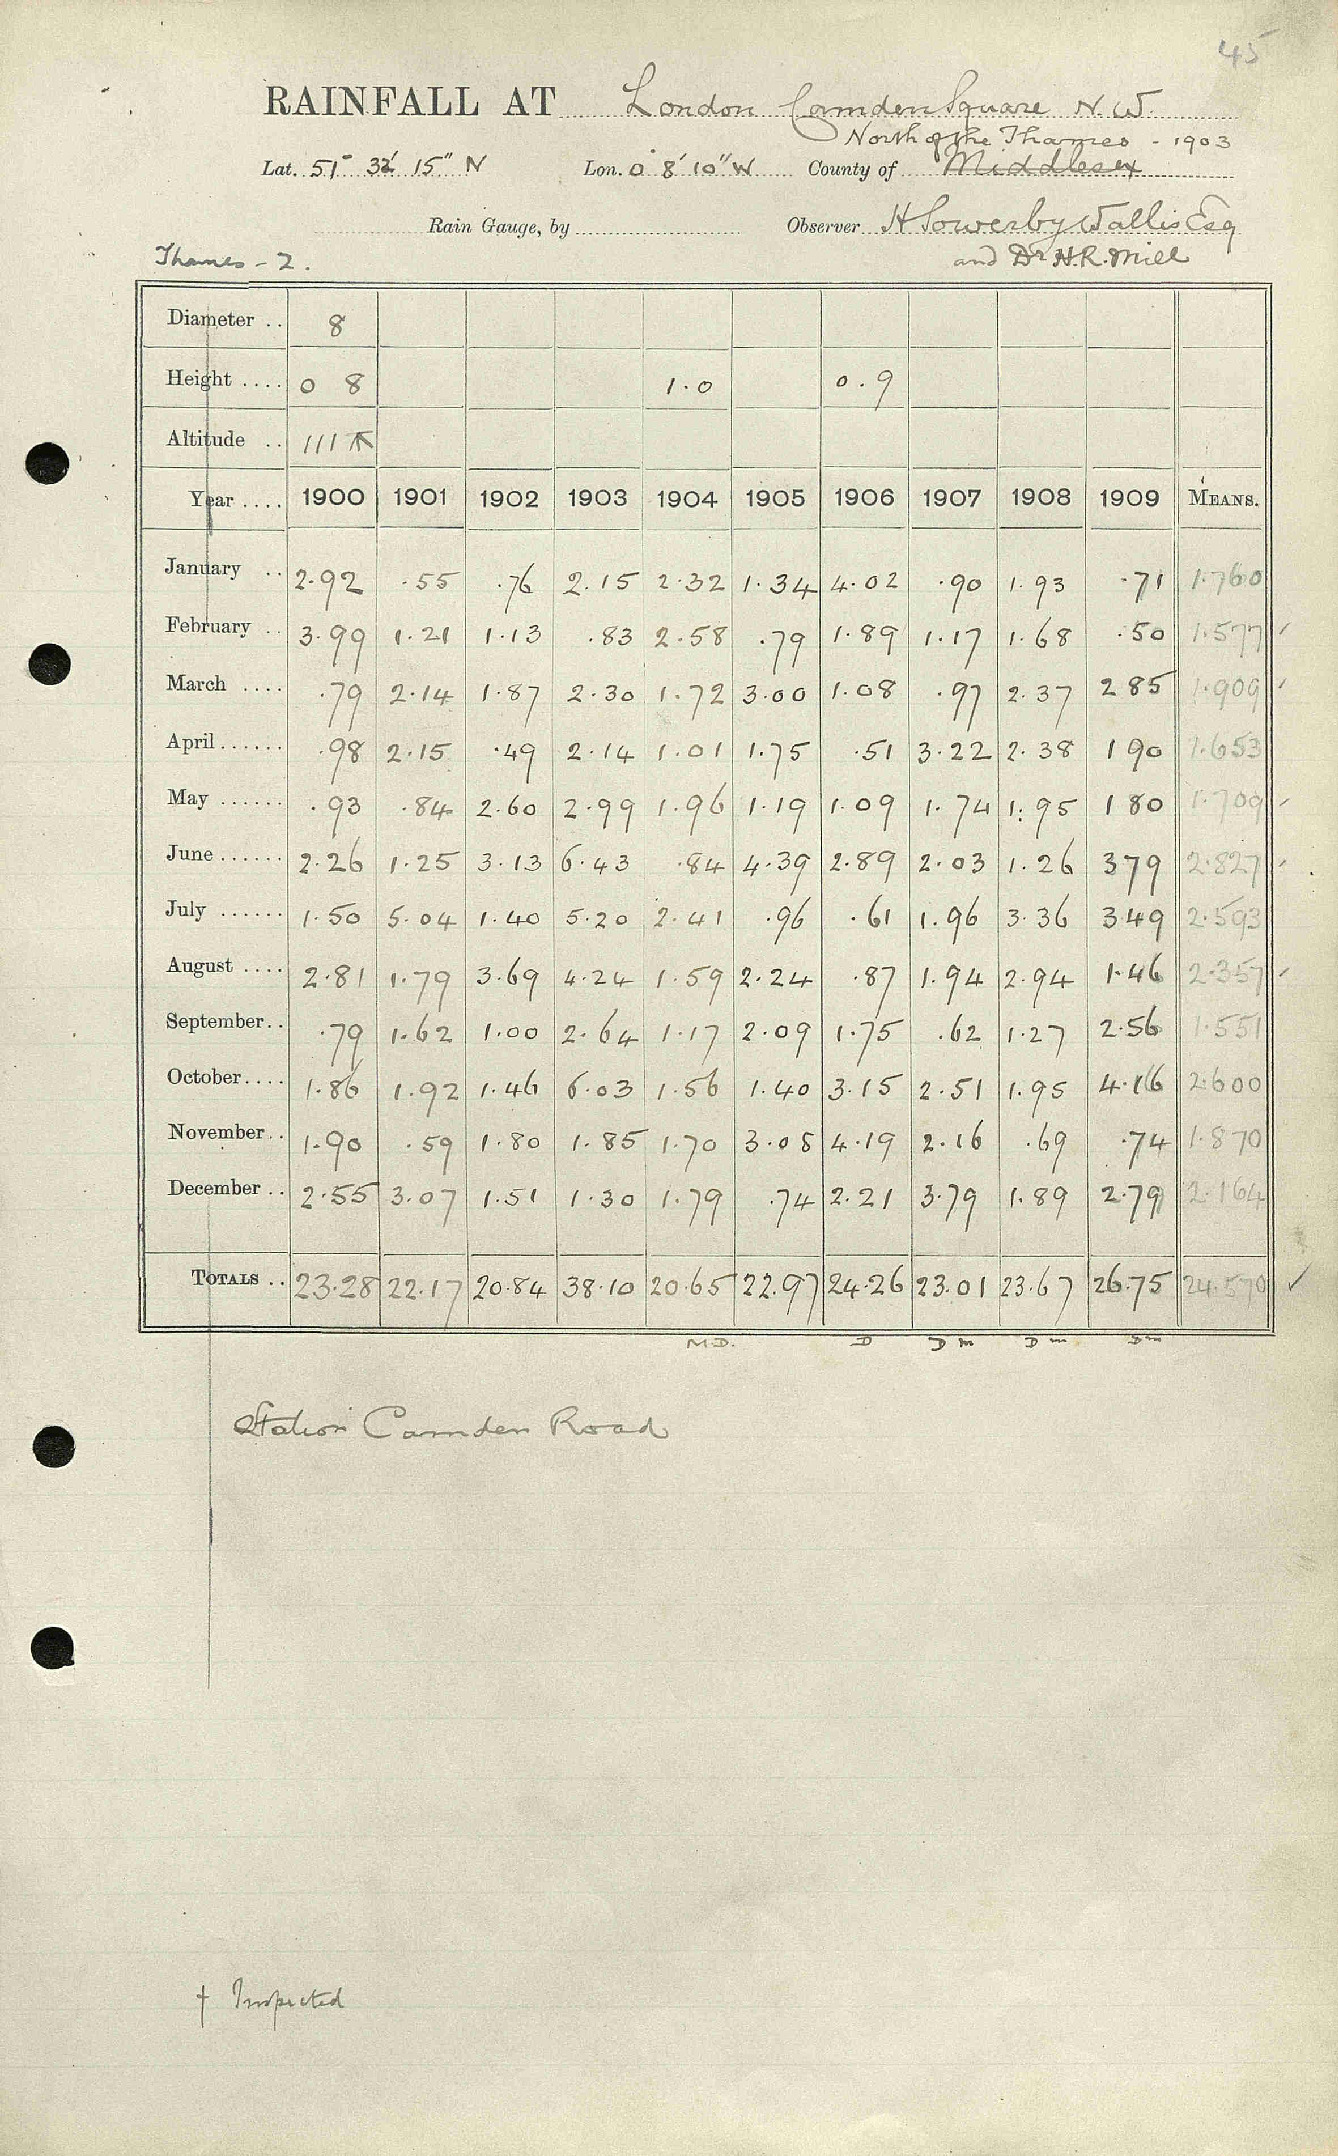 45
RAINFALL AT London Camden Square N.W.
North of the Thames - 1903
Lat. 51° 32' 15" N Lon. 0° 8' 10" W County of Middlesex
Rain Gauge, by Observer H Sowerby Wallis Esq
Thames - 2. and Dr H.R. Mill
Diameter .. 8
Height .... 0 8 1.0 0.9
Altitude .. 111
Year .... 1900 1901 1902 1903 1904 1905 1906 1907 1908 1909 MEANS.
January .. 2.92 .55 .76 2.15 2.32 1.34 4.02 .90 1.93 .71 1.760
February .. 3.99 1.21 1.13 .83 2.58 .79 1.89 1.17 1.68 .50 1.577
March .... .79 2.14 1.87 2.30 1.72 3.00 1.08 .97 2.37 2 85 1.909
April ...... .98 2.15 .49 2.14 1.01 1.75 .51 3.22 2.38 1 90 1.653
May ...... .93 .84 2.60 2.99 1.96 1.19 1.09 1.74 1.95 1 80 1.709
June ...... 2.26 1.25 3.13 6.43 .84 4.39 2.89 2.03 1.26 3 79 2.827
July ...... 1.50 5.04 1.40 5.20 2.41 .96 .61 1.96 3.36 3.49 2.593
August .... 2.81 1.79 3.69 4.24 1.59 2.24 .87 1.94 2.94 1.46 2.357
September .. .79 1.62 1.00 2.64 1.17 2.09 1.75 .62 1.27 2.56 1.551
October .... 1.86 1.92 1.46 6.03 1.56 1.40 3.15 2.51 1.95 4.16 2.600
November .. 1.90 .59 1.80 1.85 1.70 3.08 4.19 2.16 .69 .74 1.870
December .. 2.55 3.07 1.51 1.30 1.79 .74 2.21 3.79 1.89 2.79 2.164
TOTALS .. 23.28 22.17 20.84 38.10 20.65 22.97 24.26 23.01 23.67 26.75 24.570
M.D. D D m D m D m
Station Camden Road
† Inspected